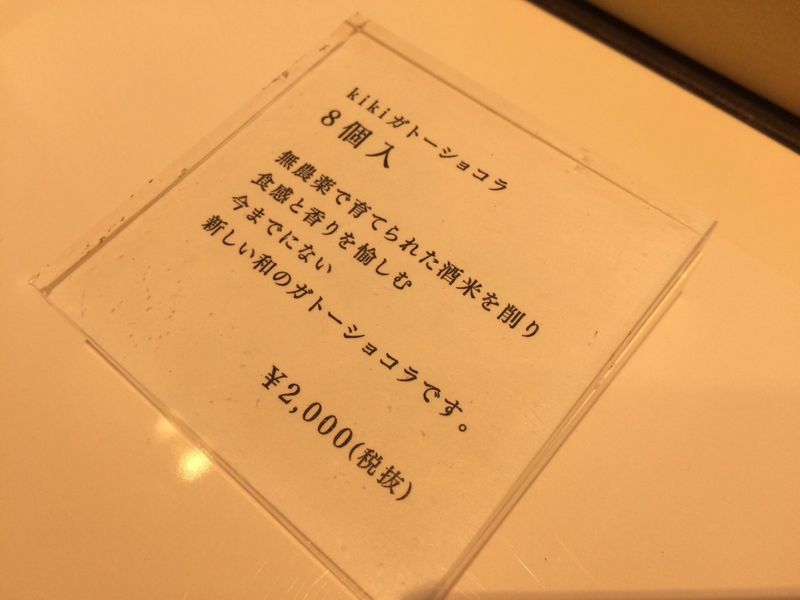 kikiガトーショコラ
8個入
無農薬で育てられた酒米を削り
食感と香りを愉しむ
今までにない
新しい和のガトーショコラです。
¥2,000(税抜)